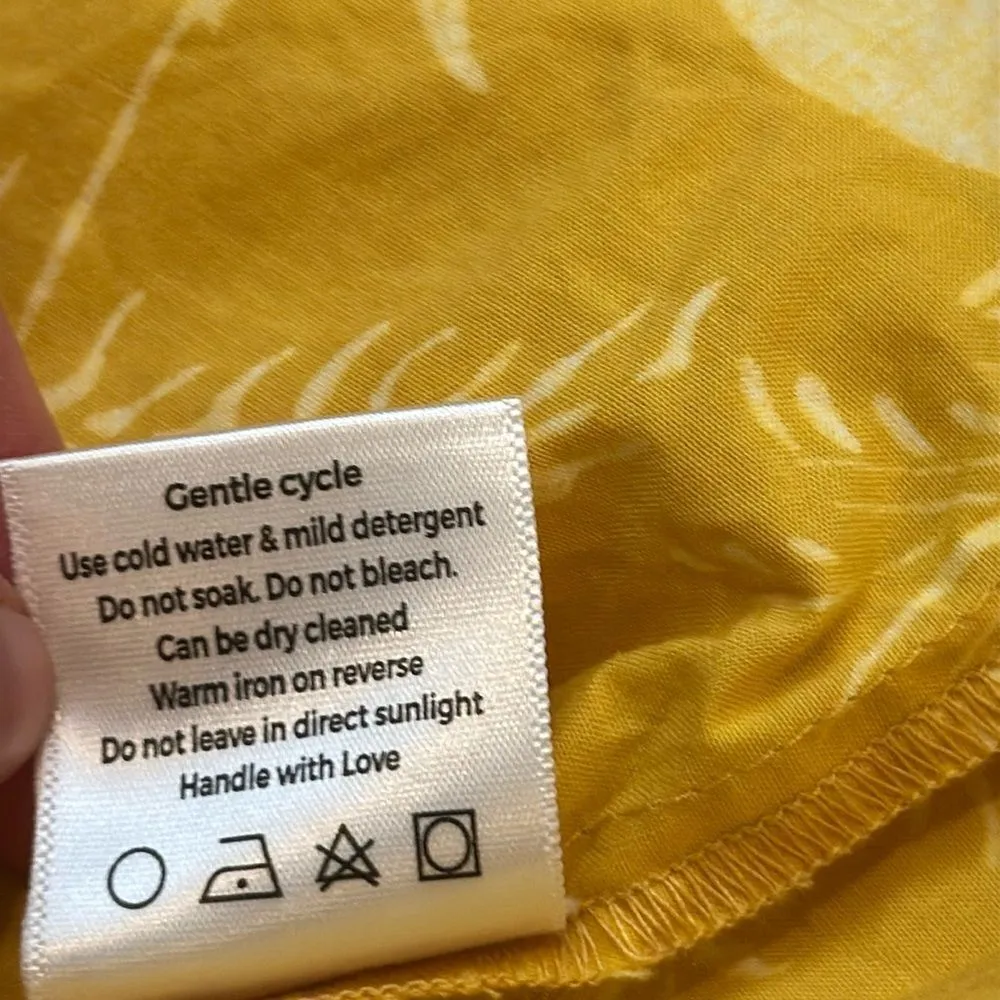 Gentle cycle
Use cold water & mild detergent
Do not soak. Do not bleach.
Can be dry cleaned
Warm iron on reverse
Do not leave in direct sunlight
Handle with Love